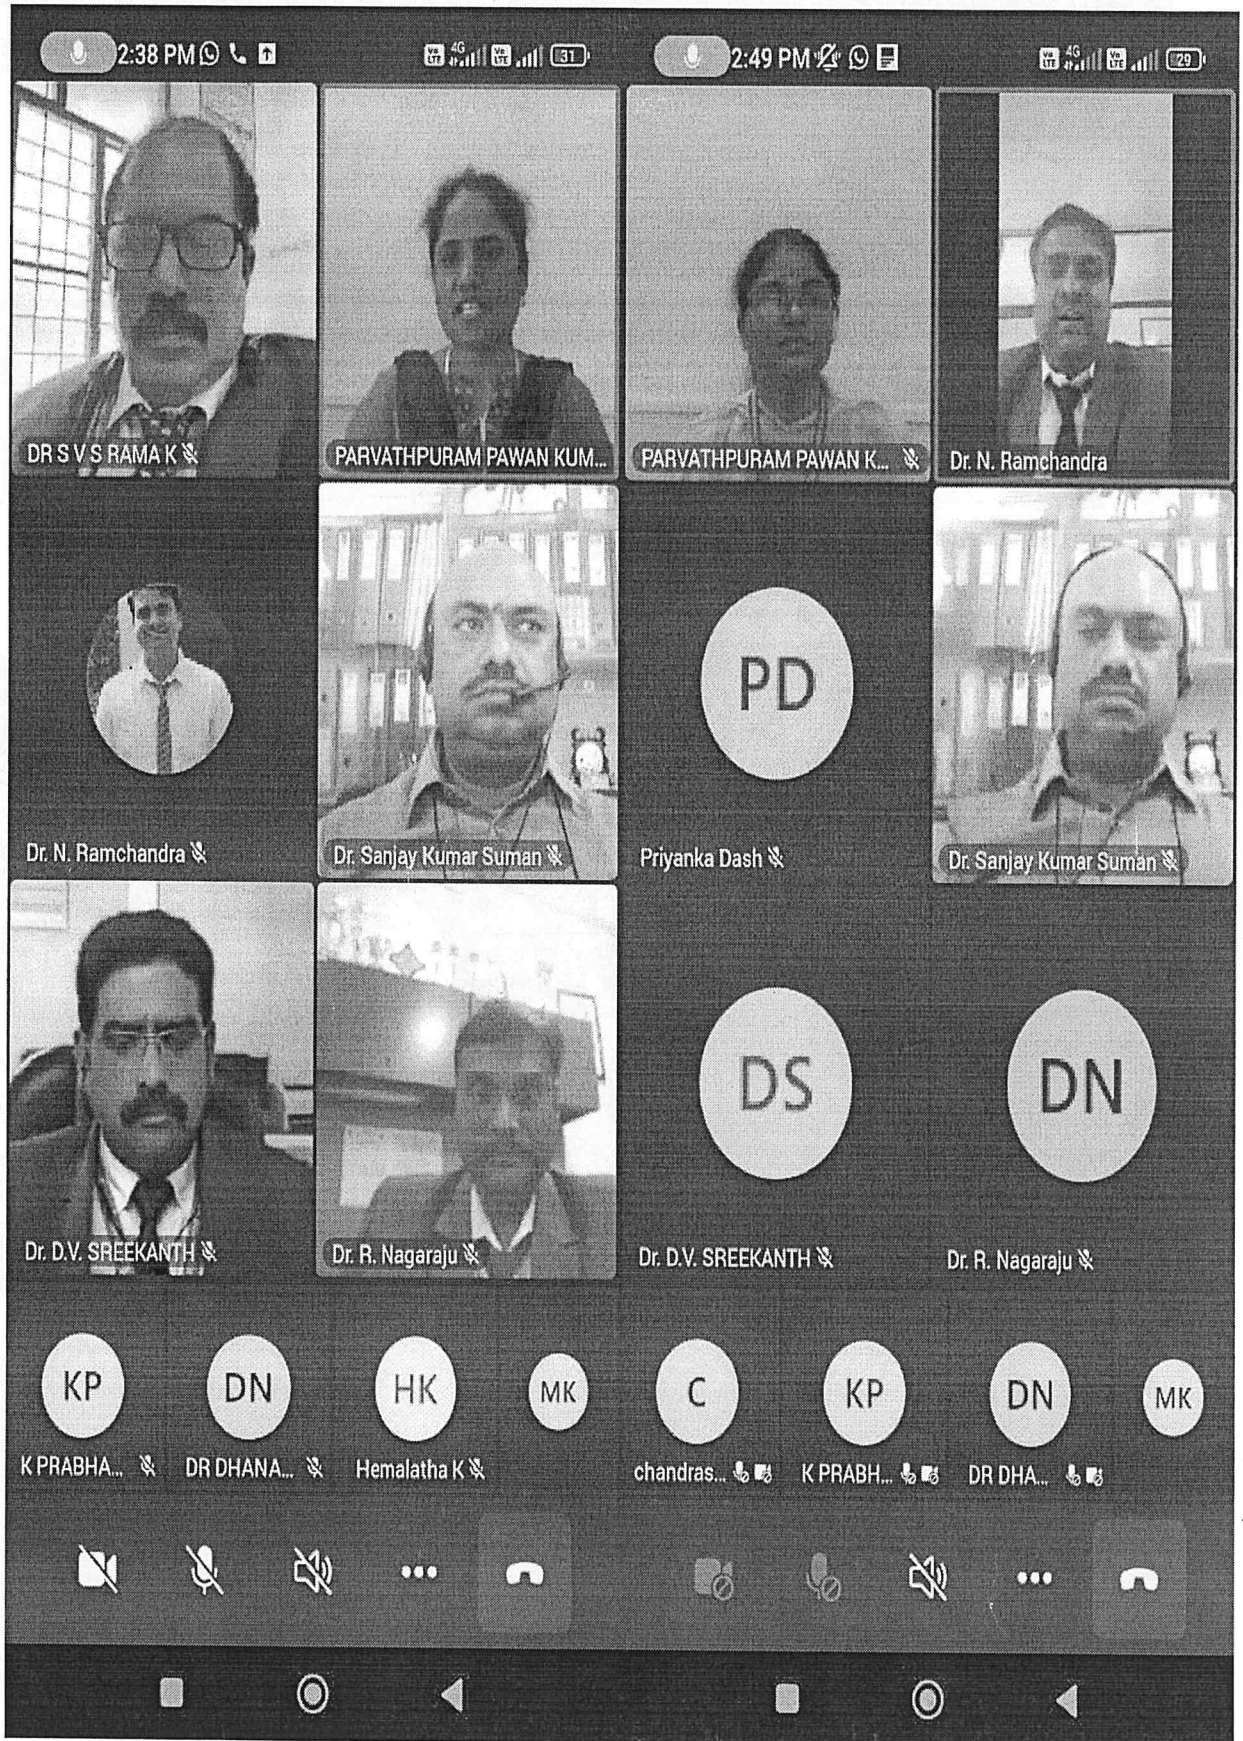 2:38 PM
4G
31
DR S V S RAMA K
PARVATHPURAM PAWAN KUM...
Dr. N. Ramchandra
Dr. Sanjay Kumar Suman
Dr. D.V. SREEKANTH
Dr. R. Nagaraju
KP
DN
HK
MK
K PRABHA...
DR DHANA...
Hemalatha K
2:49 PM
4G
29
PARVATHPURAM PAWAN K...
Dr. N. Ramchandra
PD
Priyanka Dash
Dr. Sanjay Kumar Suman
DS
DN
Dr. D.V. SREEKANTH
Dr. R. Nagaraju
C
KP
DN
MK
chandras...
K PRABH...
DR DHA...